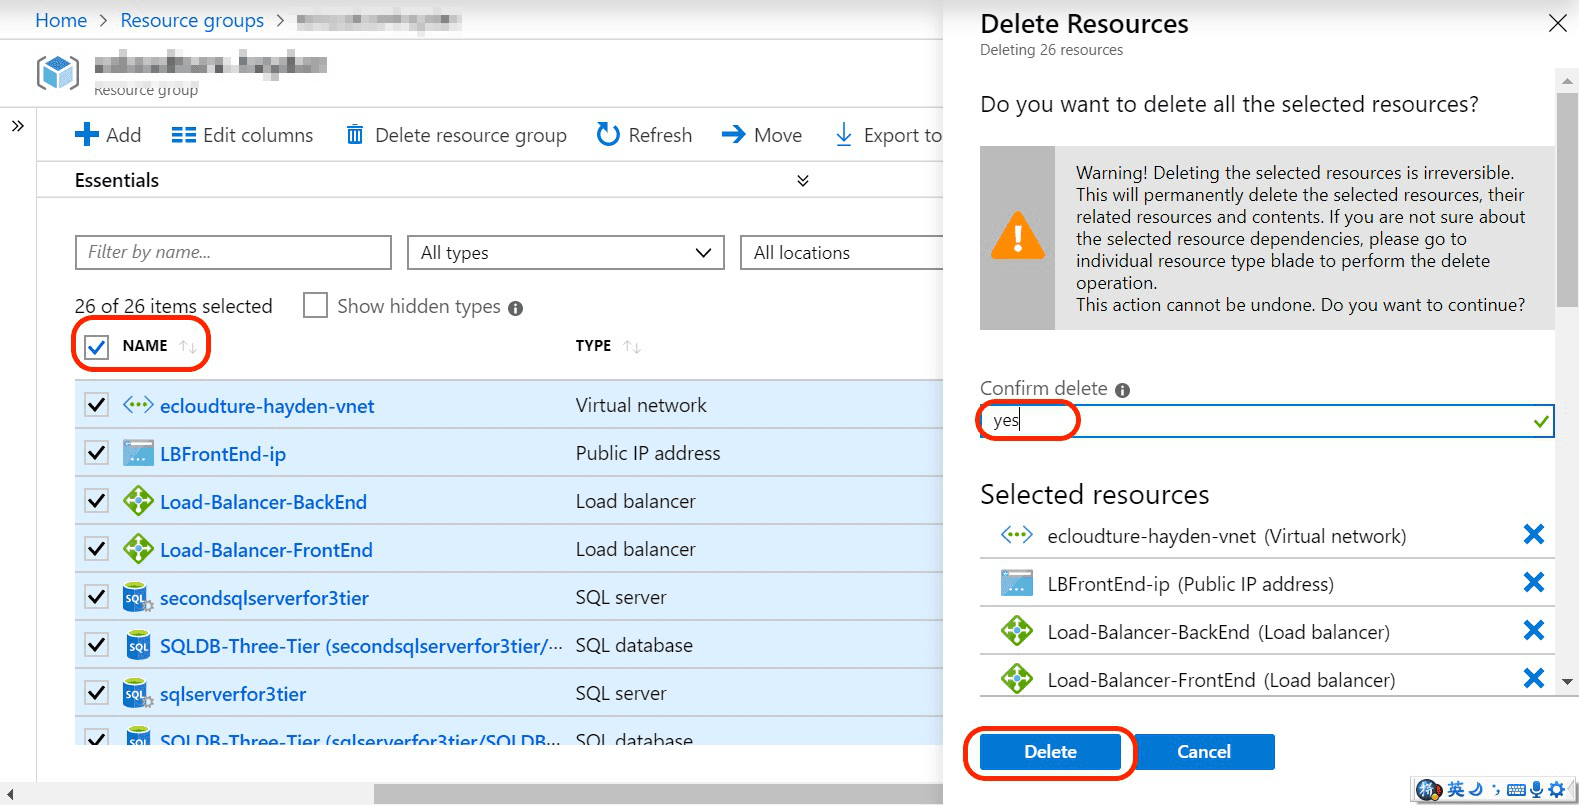 Home > Resource groups >
Resource group
»
Add
Edit columns
Delete resource group
Refresh
Move
Export to
Essentials
Filter by name...
All types
All locations
26 of 26 items selected
Show hidden types
NAME
TYPE
ecloudture-hayden-vnet
Virtual network
LBFrontEnd-ip
Public IP address
Load-Balancer-BackEnd
Load balancer
Load-Balancer-FrontEnd
Load balancer
secondsqlserverfor3tier
SQL server
SQLDB-Three-Tier (secondsqlserverfor3tier/···
SQL database
sqlserverfor3tier
SQL server
SQLDB-Three-Tier (sqlserverfor3tier/SQLDB···
SQL database
Delete Resources
Deleting 26 resources
Do you want to delete all the selected resources?
Warning! Deleting the selected resources is irreversible.
This will permanently delete the selected resources, their
related resources and contents. If you are not sure about
the selected resource dependencies, please go to
individual resource type blade to perform the delete
operation.
This action cannot be undone. Do you want to continue?
Confirm delete
yes
Selected resources
ecloudture-hayden-vnet (Virtual network)
LBFrontEnd-ip (Public IP address)
Load-Balancer-BackEnd (Load balancer)
Load-Balancer-FrontEnd (Load balancer)
Delete
Cancel
英